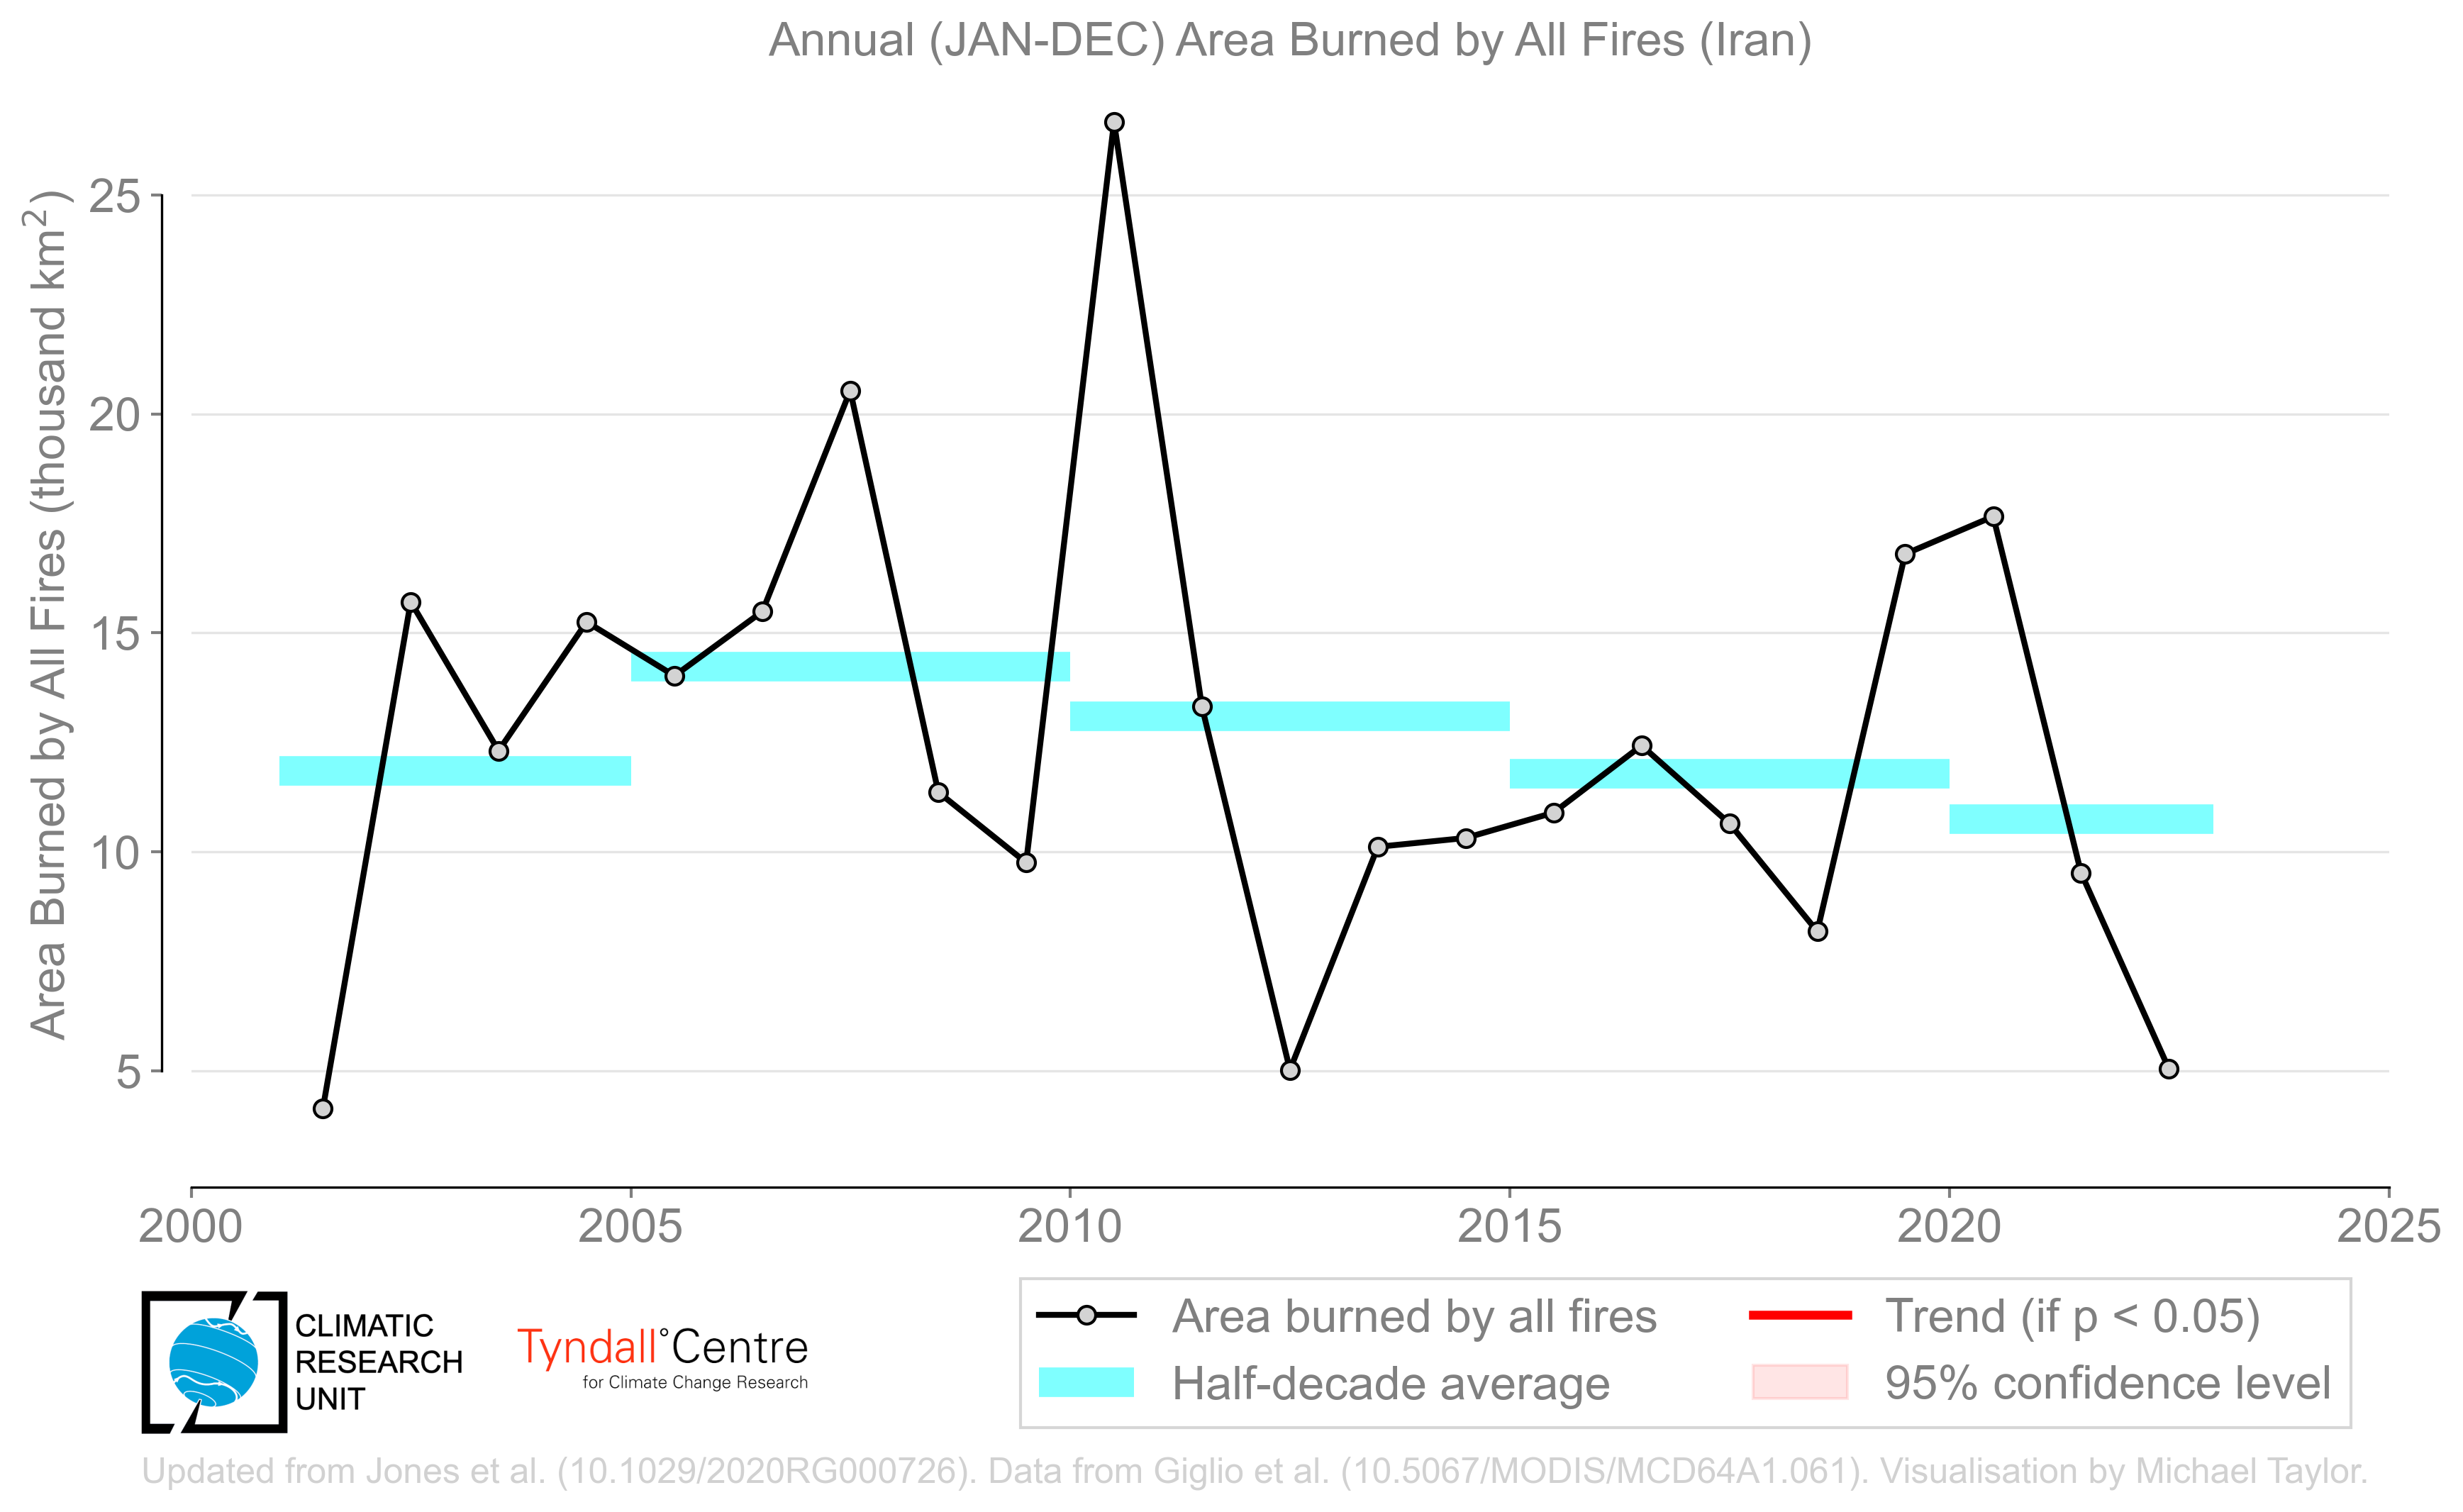 Annual (JAN-DEC) Area Burned by All Fires (Iran)
Area Burned by All Fires (thousand km²)
25
20
15
10
5
2000 2005 2010 2015 2020 2025
CLIMATIC
RESEARCH
UNIT
Tyndall°Centre
for Climate Change Research
Area burned by all fires
Half-decade average
Trend (if p < 0.05)
95% confidence level
Updated from Jones et al. (10.1029/2020RG000726). Data from Giglio et al. (10.5067/MODIS/MCD64A1.061). Visualisation by Michael Taylor.